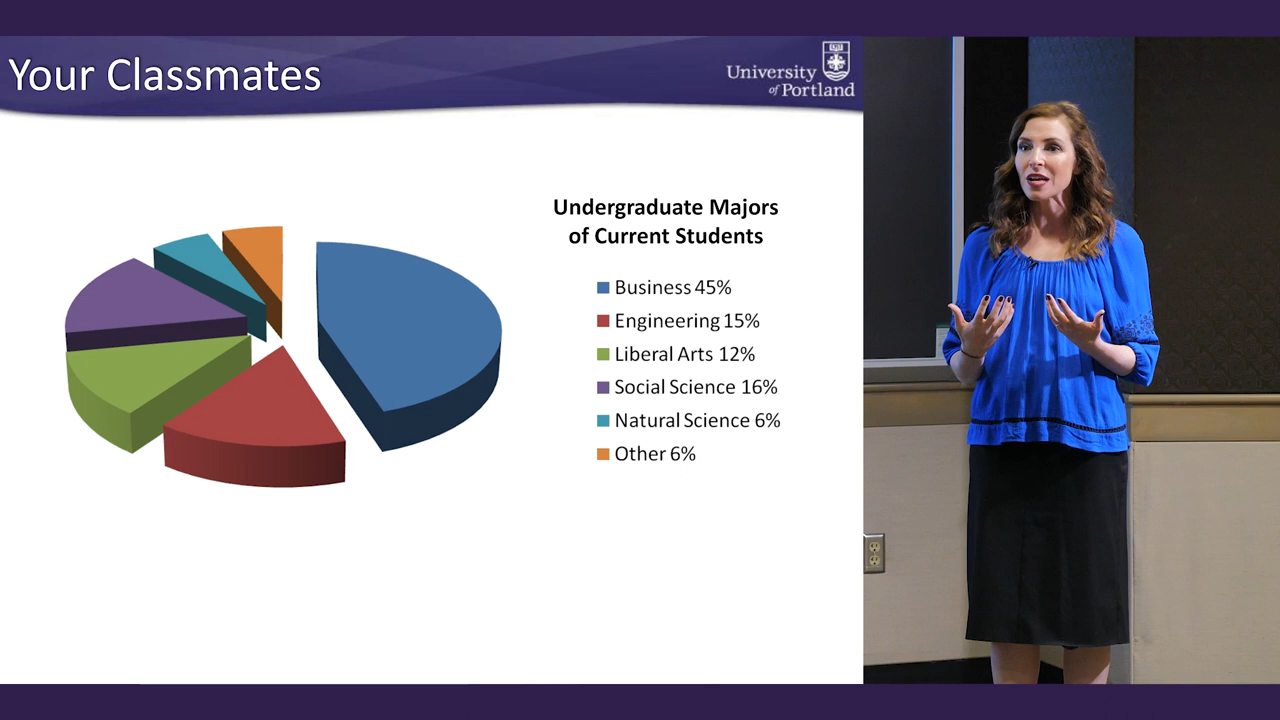 Your Classmates
University
of Portland
Undergraduate Majors
of Current Students
Business 45%
Engineering 15%
Liberal Arts 12%
Social Science 16%
Natural Science 6%
Other 6%